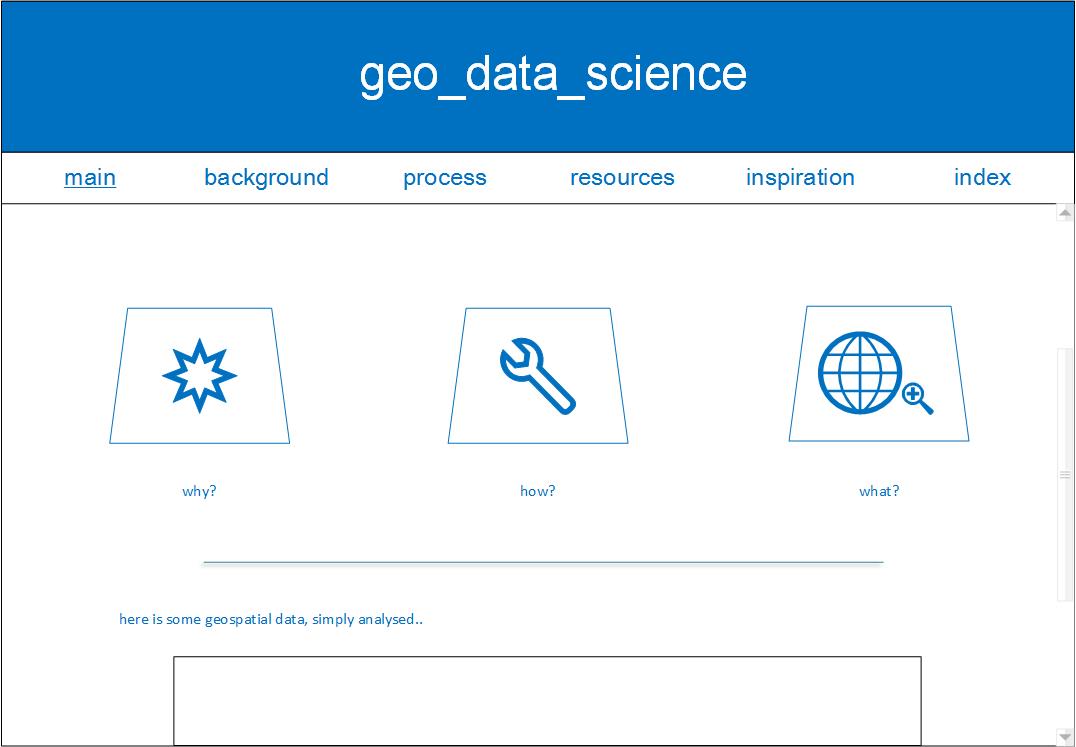 geo_data_science
main background process resources inspiration index
why? how? what?
here is some geospatial data, simply analysed..